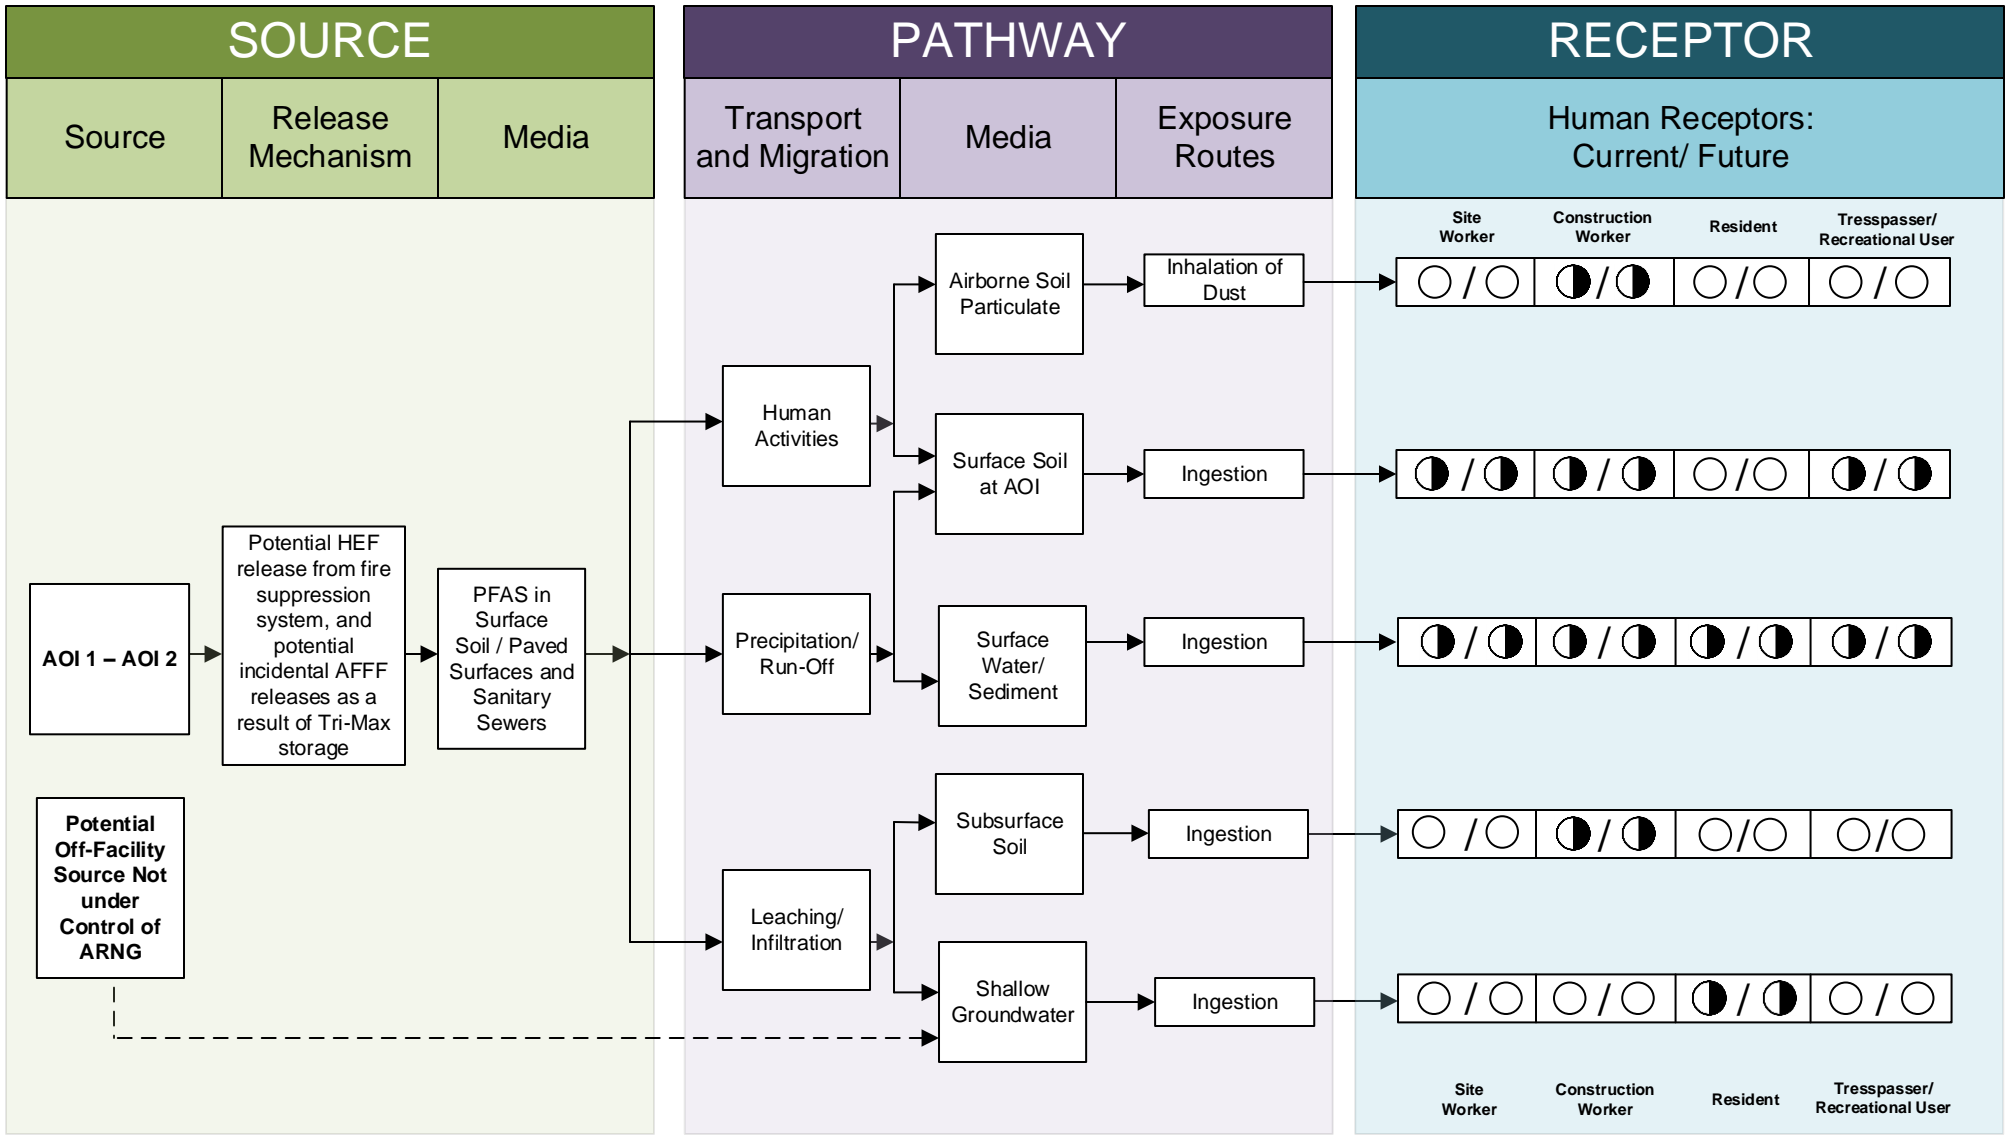 SOURCE
PATHWAY
RECEPTOR
Source
Release
Mechanism
Media
Transport
and Migration
Media
Exposure
Routes
Human Receptors:
Current/ Future
Site
Worker
Construction
Worker
Resident
Tresspasser/
Recreational User
Airborne Soil
Particulate
Inhalation of
Dust
/
/
/
/
Human
Activities
Surface Soil
at AOI
Ingestion
/
/
/
/
AOI 1 – AOI 2
Potential HEF
release from fire
suppression
system, and
potential
incidental AFFF
releases as a
result of Tri-Max
storage
PFAS in
Surface
Soil / Paved
Surfaces and
Sanitary
Sewers
Precipitation/
Run-Off
Surface
Water/
Sediment
Ingestion
/
/
/
/
Potential
Off-Facility
Source Not
under
Control of
ARNG
Subsurface
Soil
Ingestion
/
/
/
/
Leaching/
Infiltration
Shallow
Groundwater
Ingestion
/
/
/
/
Site
Worker
Construction
Worker
Resident
Tresspasser/
Recreational User